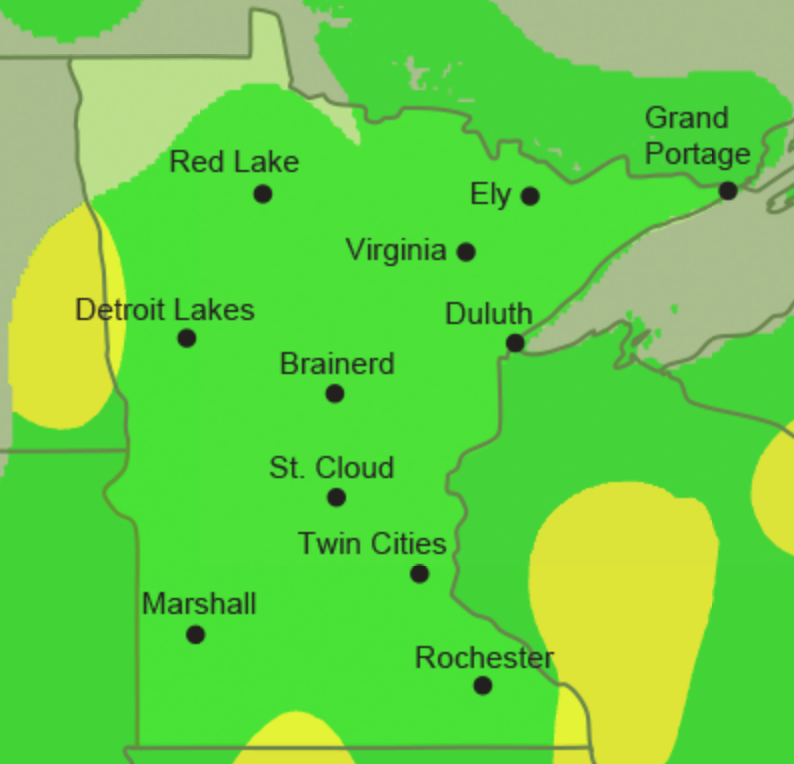 Grand
Portage
Red Lake
Ely
Virginia
Detroit Lakes
Duluth
Brainerd
St. Cloud
Twin Cities
Marshall
Rochester